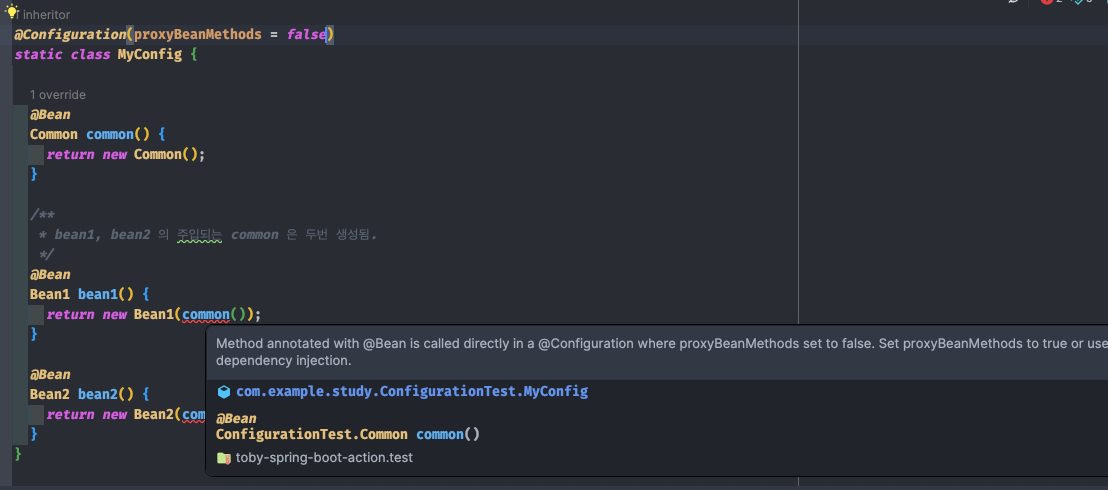 1 inheritor
@Configuration(proxyBeanMethods = false)
static class MyConfig {
1 override
@Bean
Common common() {
return new Common();
}
/**
* bean1, bean2 의 주입되는 common 은 두번 생성됨.
*/
@Bean
Bean1 bean1() {
return new Bean1(common());
}
@Bean
Bean2 bean2() {
return new Bean2(com
}
}
Method annotated with @Bean is called directly in a @Configuration where proxyBeanMethods set to false. Set proxyBeanMethods to true or use
dependency injection.
com.example.study.ConfigurationTest.MyConfig
@Bean
ConfigurationTest.Common common()
toby-spring-boot-action.test